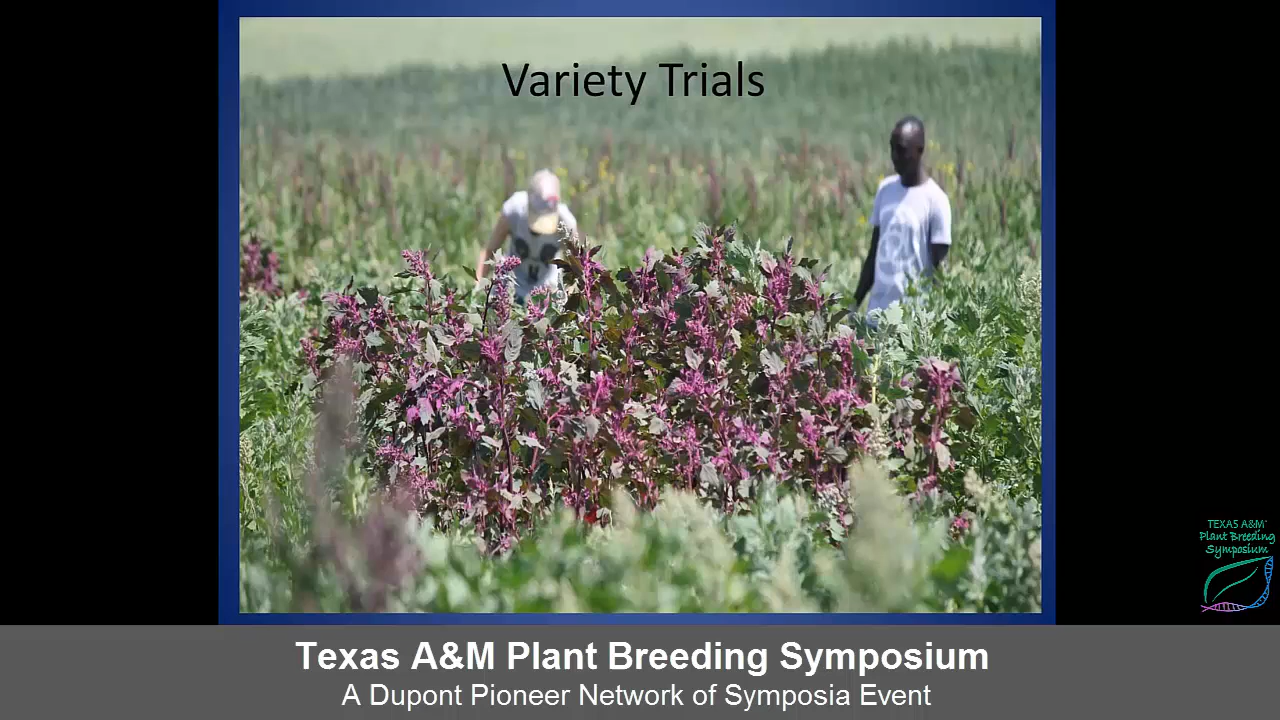 Variety Trials
TEXAS A&M
Plant Breeding
Symposium
Texas A&M Plant Breeding Symposium
A Dupont Pioneer Network of Symposia Event